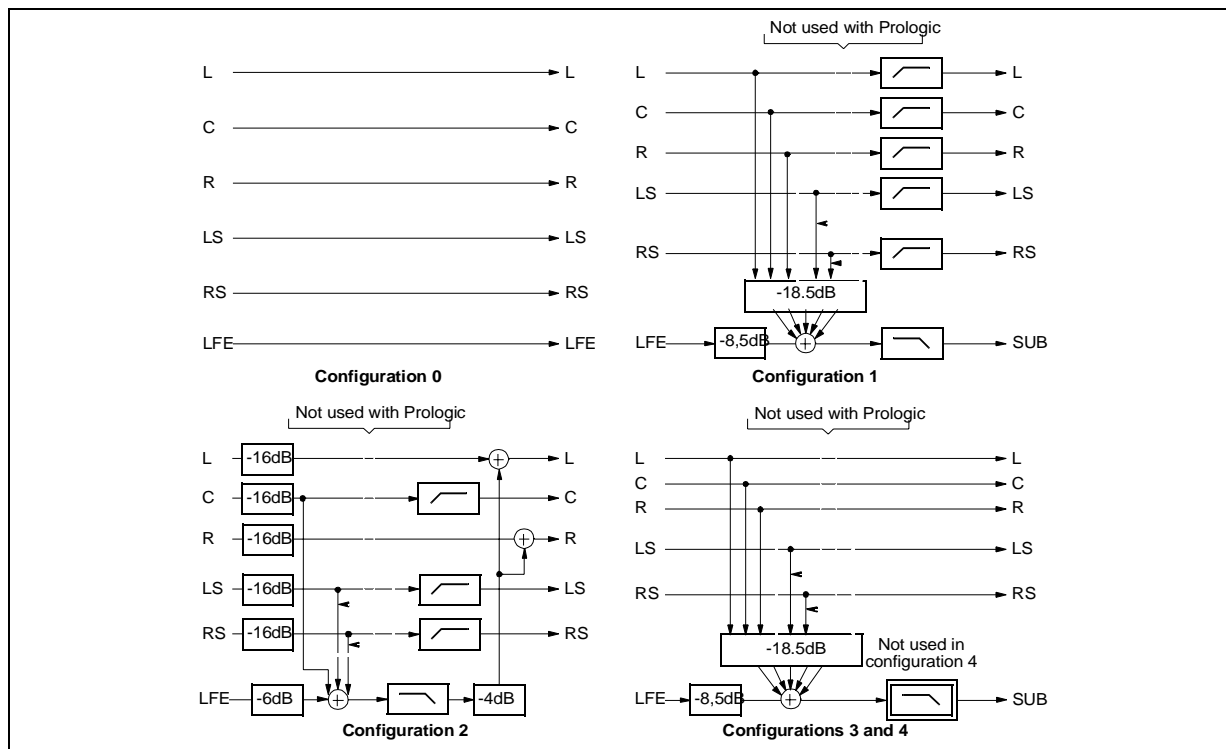 Not used with Prologic
L L
C C
R R
LS LS
RS RS
LFE LFE
Configuration 0
L L
C C
R R
LS LS
RS RS
-18.5dB
LFE -8,5dB SUB
Configuration 1
Not used with Prologic
L -16dB L
C -16dB C
R -16dB R
LS -16dB LS
RS -16dB RS
LFE -6dB -4dB
Configuration 2
Not used with Prologic
L L
C C
R R
LS LS
RS RS
-18.5dB
Not used in
configuration 4
LFE -8,5dB SUB
Configurations 3 and 4